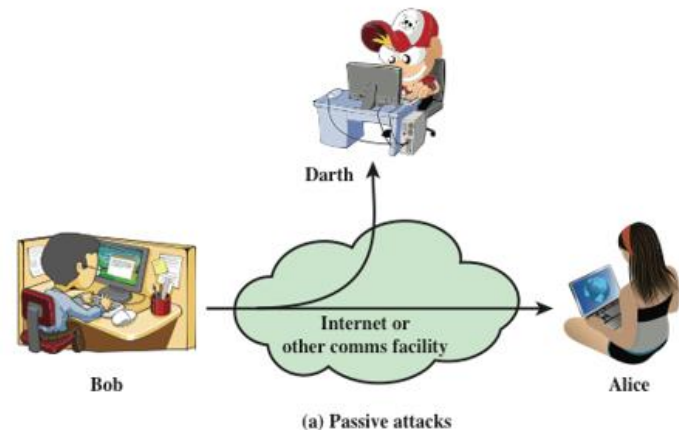 Darth
Internet or
other comms facility
Bob
Alice
(a) Passive attacks